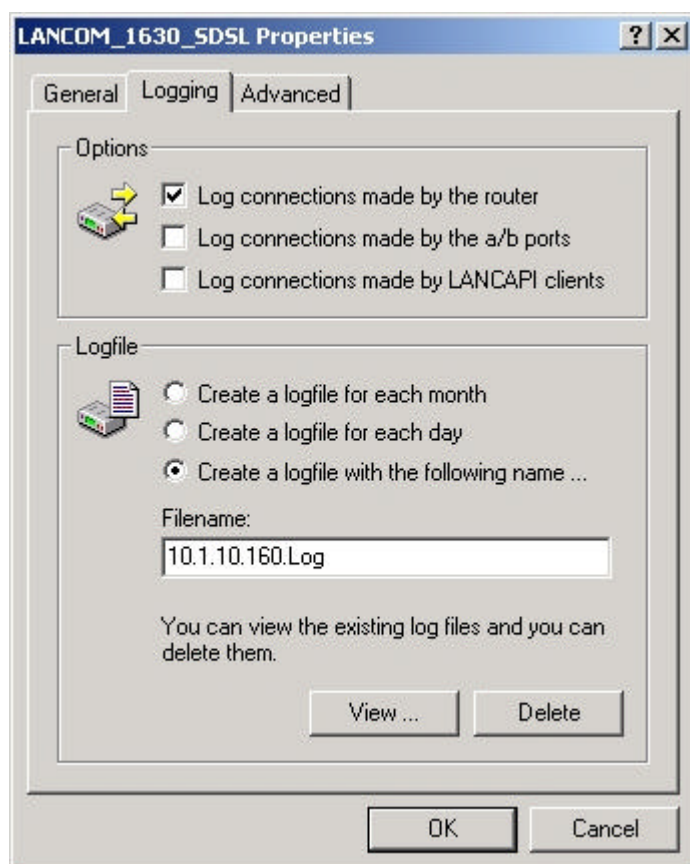 LANCOM_1630_SDSL Properties
General Logging Advanced
Options
Log connections made by the router
Log connections made by the a/b ports
Log connections made by LANCAPI clients
Logfile
Create a logfile for each month
Create a logfile for each day
Create a logfile with the following name ...
Filename:
10.1.10.160.Log
You can view the existing log files and you can
delete them.
View ... Delete
OK Cancel